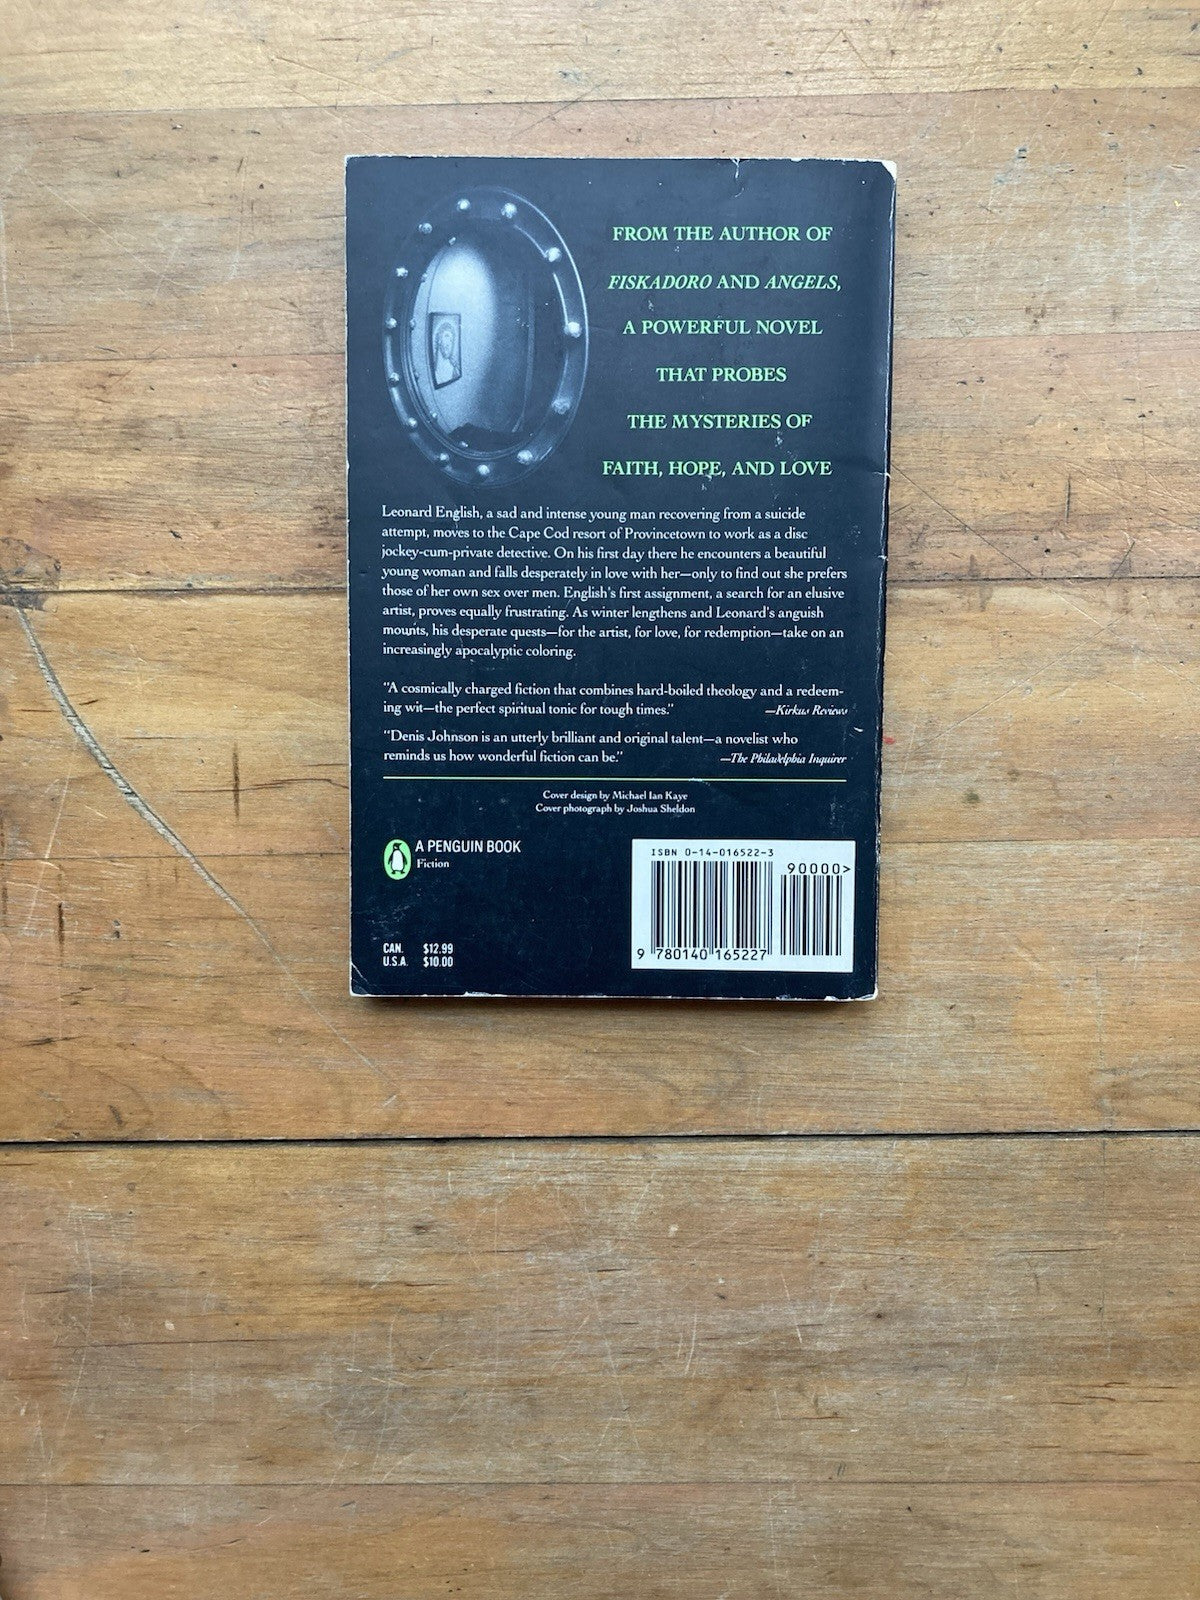 FROM THE AUTHOR OF
FISKADORO AND ANGELS,
A POWERFUL NOVEL
THAT PROBES
THE MYSTERIES OF
FAITH, HOPE, AND LOVE
Leonard English, a sad and intense young man recovering from a suicide
attempt, moves to the Cape Cod resort of Provincetown to work as a disc
jockey-cum-private detective. On his first day there he encounters a beautiful
young woman and falls desperately in love with her—only to find out she prefers
those of her own sex over men. English's first assignment, a search for an elusive
artist, proves equally frustrating. As winter lengthens and Leonard's anguish
mounts, his desperate quests—for the artist, for love, for redemption—take on an
increasingly apocalyptic coloring.
"A cosmically charged fiction that combines hard-boiled theology and a redeem-
ing wit—the perfect spiritual tonic for tough times." —Kirkus Reviews
"Denis Johnson is an utterly brilliant and original talent—a novelist who
reminds us how wonderful fiction can be." —The Philadelphia Inquirer
Cover design by Michael Ian Kaye
Cover photograph by Joshua Sheldon
A PENGUIN BOOK
Fiction
CAN. $12.99
U.S.A. $10.00
ISBN 0-14-016522-3
90000>
9 780140 165227